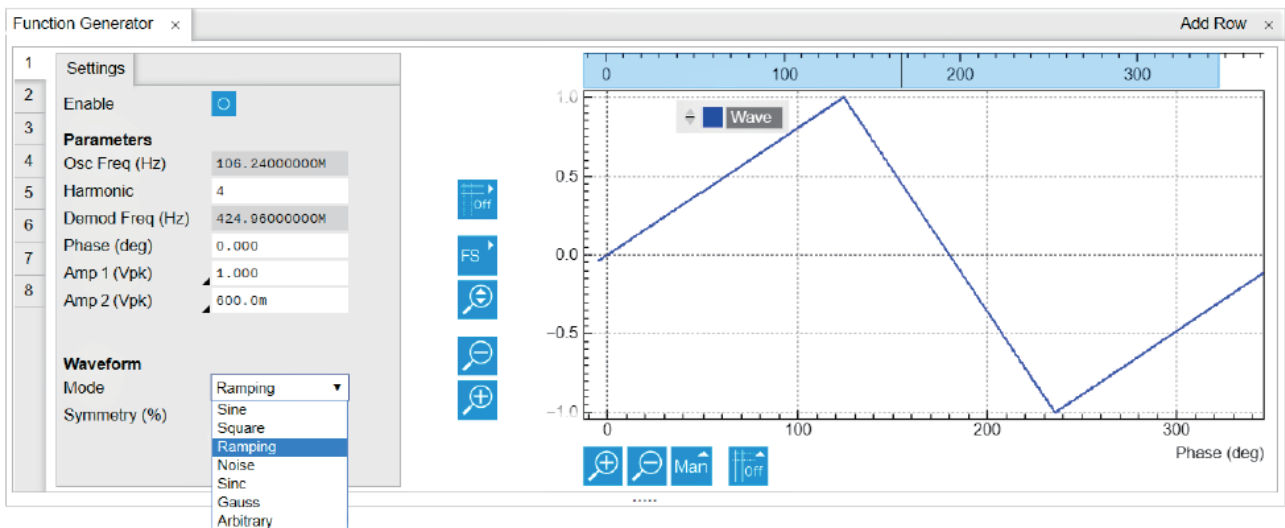 Function Generator ×
Add Row ×
1
2
3
4
5
6
7
8
Settings
Enable
Parameters
Osc Freq (Hz) 106.24000000M
Harmonic 4
Demod Freq (Hz) 424.96000000M
Phase (deg) 0.000
Amp 1 (Vpk) 1.000
Amp 2 (Vpk) 600.0m
Waveform
Mode Ramping
Symmetry (%)
Sine
Square
Ramping
Noise
Sinc
Gauss
Arbitrary
Off
FS
0 100 200 300
Wave
1.0
0.5
0.0
−0.5
−1.0
0 100 200 300
Phase (deg)
Man
Off